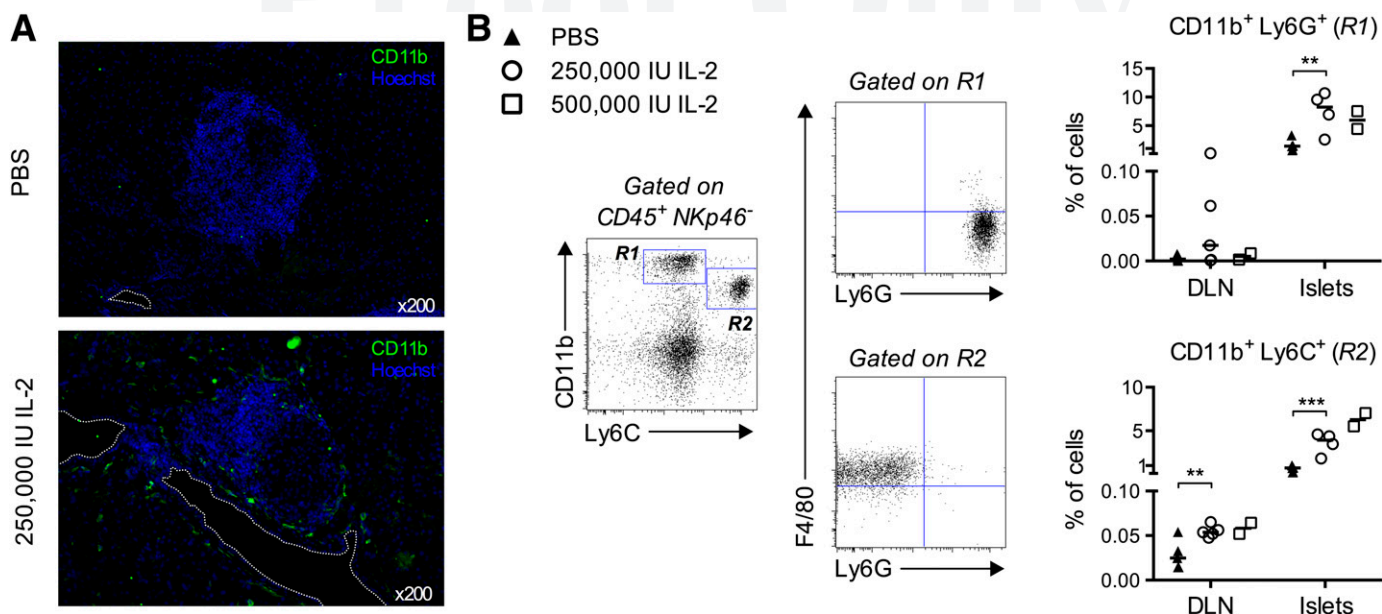 A
PBS
CD11b
Hoechst
x200
250,000 IU IL-2
CD11b
Hoechst
x200
B
PBS
250,000 IU IL-2
500,000 IU IL-2
Gated on
CD45⁺ NKp46⁻
R1
R2
CD11b
Ly6C
Gated on R1
Ly6G
Gated on R2
F4/80
Ly6G
CD11b⁺ Ly6G⁺ (R1)
% of cells
15
10
5
1
0.10
0.05
0.00
**
DLN
Islets
CD11b⁺ Ly6C⁺ (R2)
% of cells
10
5
1
0.10
0.05
0.00
**
***
DLN
Islets